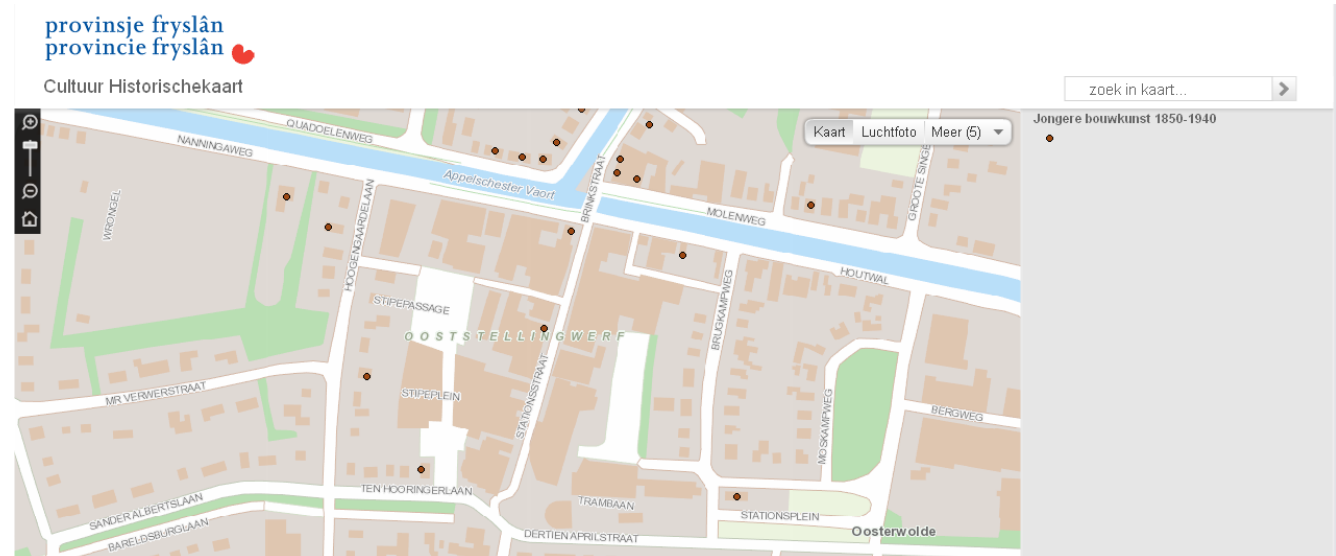 provinsje fryslân
provincie fryslân
Cultuur Historischekaart
zoek in kaart...
Kaart Luchtfoto Meer (5)
Jongere bouwkunst 1850-1940
QUADOELENWEG
NANNINGAWEG
Appelschester Vaort
BRINKSTRAAT
GROOTE SINGE
WRONGEL
HOOGENGAARDELAAN
MOLENWEG
HOUTWAL
STIPEPASSAGE
BRUGKAMPWEG
OOSTSTELLINGWERF
MR VERWERSTRAAT
STIPEPLEIN
STATIONSSTRAAT
MOSKAMPWEG
BERGWEG
TEN HOORINGERLAAN
SANDER ALBERTSLAAN
TRAMBAAN
STATIONSPLEIN
BARELDSBURGLAAN
DERTIEN APRILSTRAAT
Oosterwolde